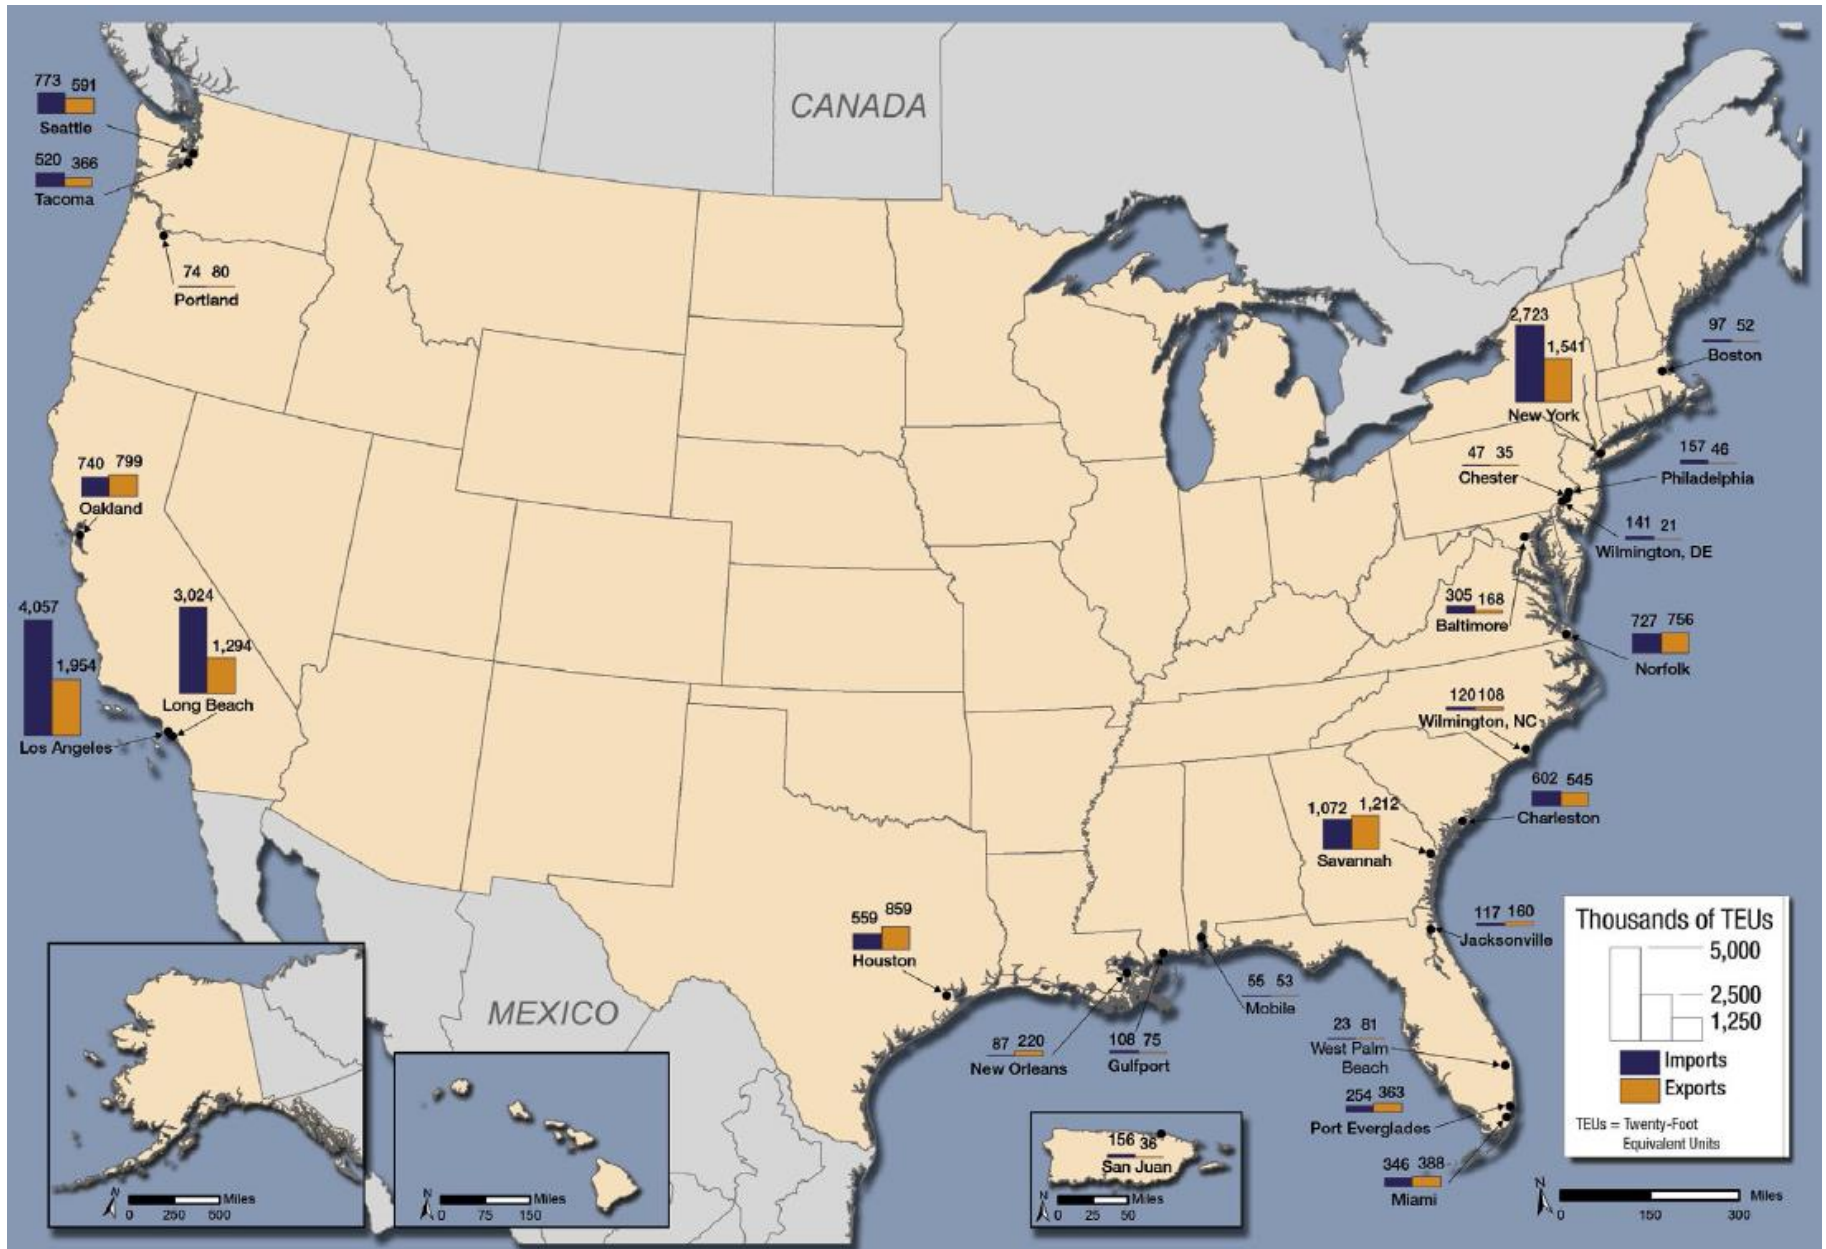 CANADA
773 591
Seattle
520 366
Tacoma
74 80
Portland
2,723
1,541
New York
97 52
Boston
47 35
Chester
157 46
Philadelphia
740 799
Oakland
141 21
Wilmington, DE
305 168
Baltimore
727 756
Norfolk
4,057
1,954
Los Angeles
3,024
1,294
Long Beach
120 108
Wilmington, NC
602 545
Charleston
1,072 1,212
Savannah
559 859
Houston
117 160
Jacksonville
MEXICO
55 53
Mobile
87 220
New Orleans
108 75
Gulfport
23 81
West Palm
Beach
254 363
Port Everglades
346 388
Miami
156 36
San Juan
Thousands of TEUs
5,000
2,500
1,250
Imports
Exports
TEUs = Twenty-Foot
Equivalent Units
N Miles
0 250 500
N Miles
0 75 150
N Miles
0 25 50
N Miles
0 150 300